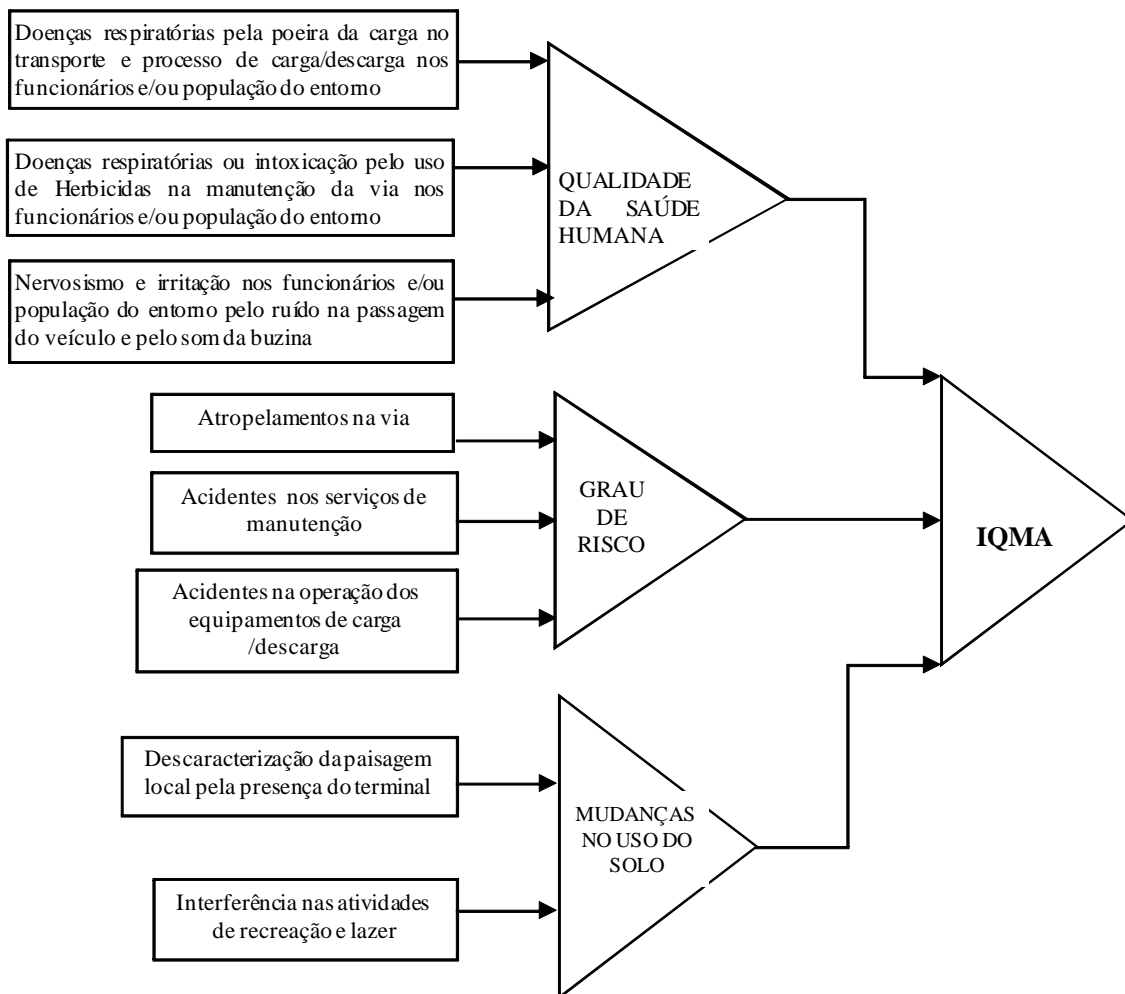 Doenças respiratórias pela poeira da carga no
transporte e processo de carga/descarga nos
funcionários e/ou população do entorno
Doenças respiratórias ou intoxicação pelo uso
de Herbicidas na manutenção da via nos
funcionários e/ou população do entorno
Nervosismo e irritação nos funcionários e/ou
população do entorno pelo ruído na passagem
do veículo e pelo som da buzina
QUALIDADE
DA SAÚDE
HUMANA
Atropelamentos na via
Acidentes nos serviços de
manutenção
Acidentes na operação dos
equipamentos de carga
/descarga
GRAU
DE
RISCO
IQMA
Descaracterização da paisagem
local pela presença do terminal
Interferência nas atividades
de recreação e lazer
MUDANÇAS
NO USO DO
SOLO